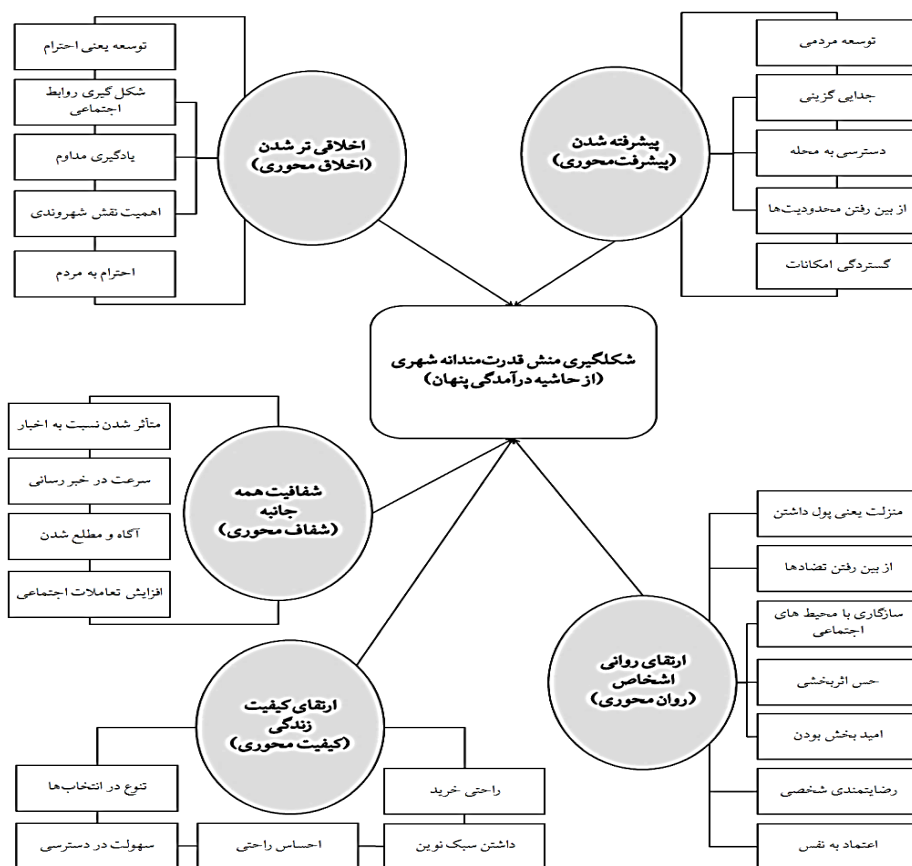 توسعه یعنی احترام
شکل گیری روابط
اجتماعی
یادگیری مداوم
اهمیت نقش شهروندی
احترام به مردم
اخلاقی تر شدن
(اخلاق محوری)
توسعه مردمی
جدایی گزینی
دسترسی به محله
از بین رفتن محدودیت‌ها
گستردگی امکانات
پیشرفته شدن
(پیشرفت‌محوری)
شکلگیری منش قدرت‌مندانه شهری
(از حاشیه درآمدگی پنهان)
متأثر شدن نسبت به اخبار
سرعت در خبر رسانی
آگاه و مطلع شدن
افزایش تعاملات اجتماعی
شفافیت همه
جانبه
(شفاف محوری)
منزلت یعنی پول داشتن
از بین رفتن تضادها
سازگاری با محیط های
اجتماعی
حس اثربخشی
امید بخش بودن
رضایتمندی شخصی
اعتماد به نفس
ارتقای روانی
اشخاص
(روان محوری)
ارتقای کیفیت
زندگی
(کیفیت محوری)
راحتی خرید
تنوع در انتخاب‌ها
داشتن سبک نوین
احساس راحتی
سهولت در دسترسی